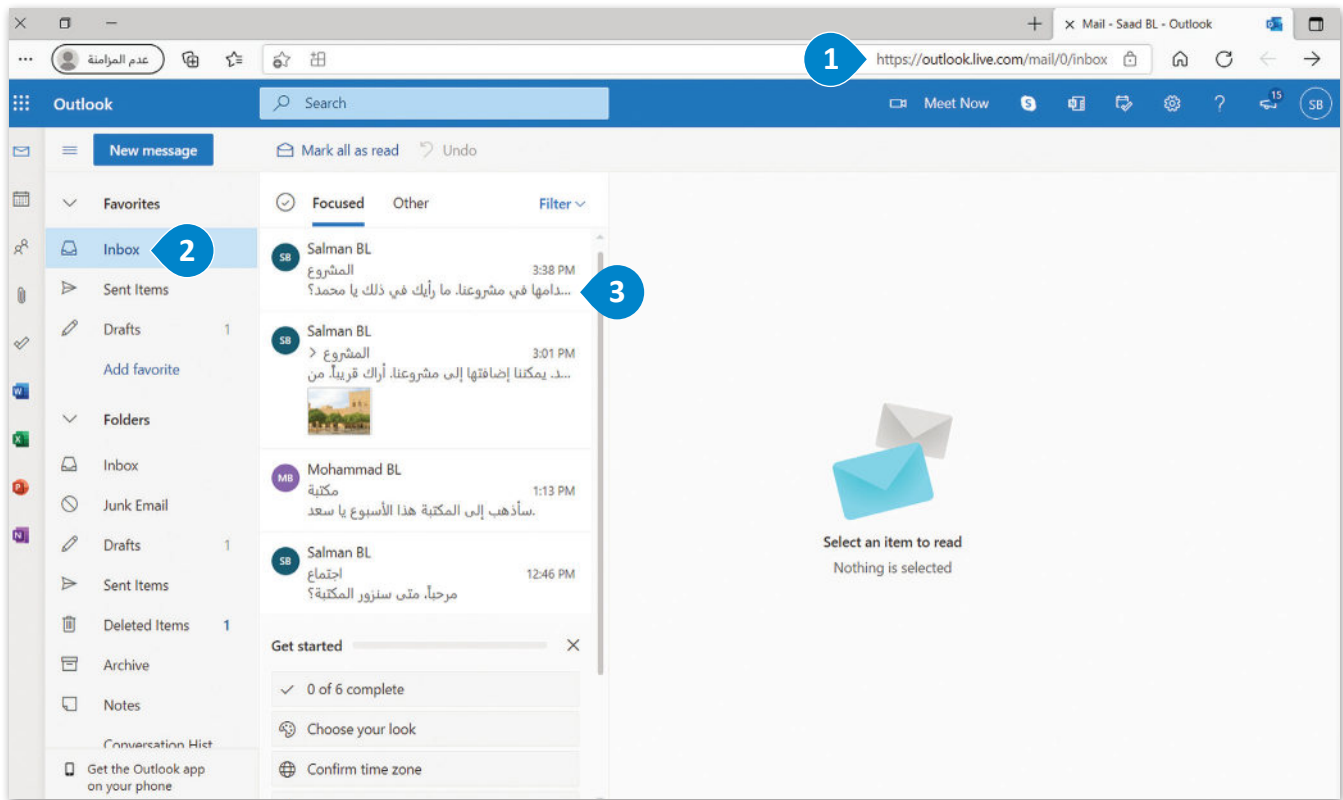 Mail - Saad BL - Outlook
عدم المزامنة
https://outlook.live.com/mail/0/inbox
1
Outlook
Search
Meet Now
15
SB
New message
Mark all as read
Undo
Favorites
Inbox
2
Sent Items
Drafts 1
Add favorite
Folders
Inbox
Junk Email
Drafts 1
Sent Items
Deleted Items 1
Archive
Notes
Conversation Hist
Get the Outlook app
on your phone
Focused Other Filter
SB
Salman BL
المشروع 3:38 PM
...دامها في مشروعنا. ما رأيك في ذلك يا محمد؟
3
SB
Salman BL
المشروع > 3:01 PM
...د. يمكننا إضافتها إلى مشروعنا. أراك قريباً. من
MB
Mohammad BL
مكتبة 1:13 PM
.سأذهب إلى المكتبة هذا الأسبوع يا سعد
SB
Salman BL
اجتماع 12:46 PM
مرحباً، متى سنزور المكتبة؟
Get started
0 of 6 complete
Choose your look
Confirm time zone
Select an item to read
Nothing is selected